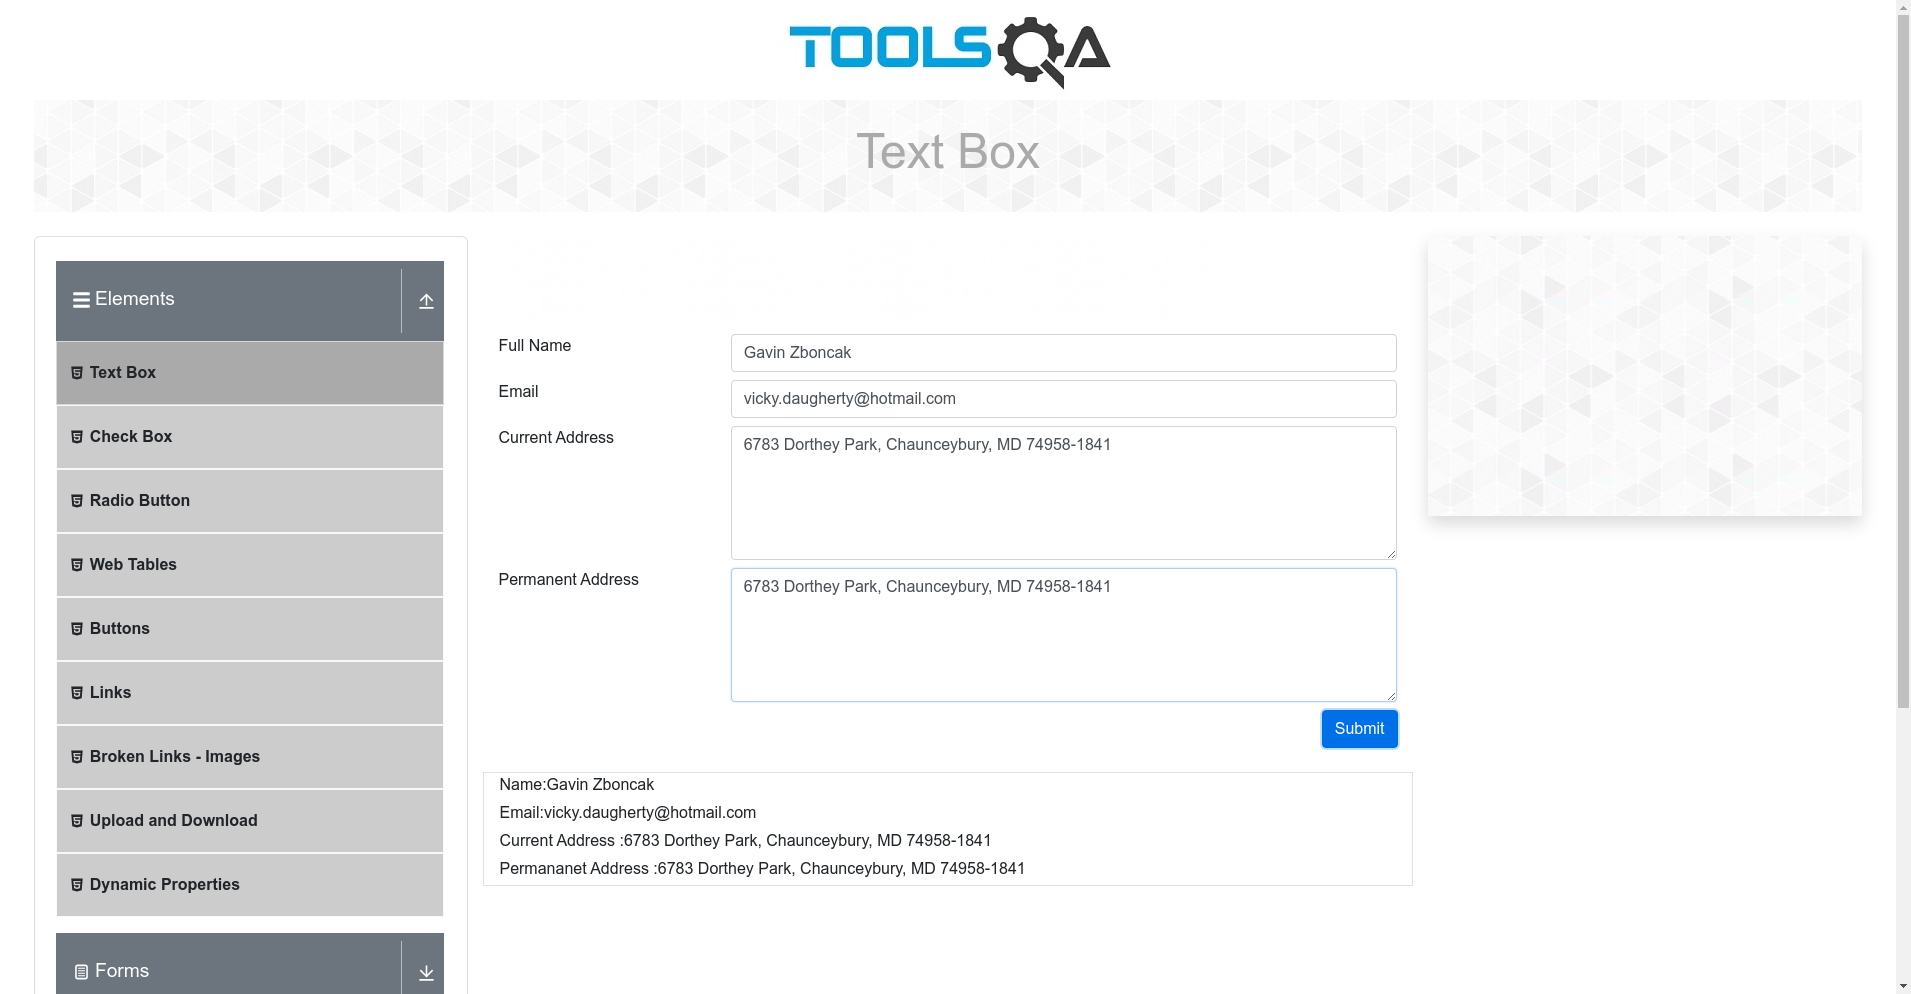 TOOLSQA
Text Box
Elements
Text Box
Check Box
Radio Button
Web Tables
Buttons
Links
Broken Links - Images
Upload and Download
Dynamic Properties
Forms
Full Name
Gavin Zboncak
Email
vicky.daugherty@hotmail.com
Current Address
6783 Dorthey Park, Chaunceybury, MD 74958-1841
Permanent Address
6783 Dorthey Park, Chaunceybury, MD 74958-1841
Submit
Name:Gavin Zboncak
Email:vicky.daugherty@hotmail.com
Current Address :6783 Dorthey Park, Chaunceybury, MD 74958-1841
Permananet Address :6783 Dorthey Park, Chaunceybury, MD 74958-1841